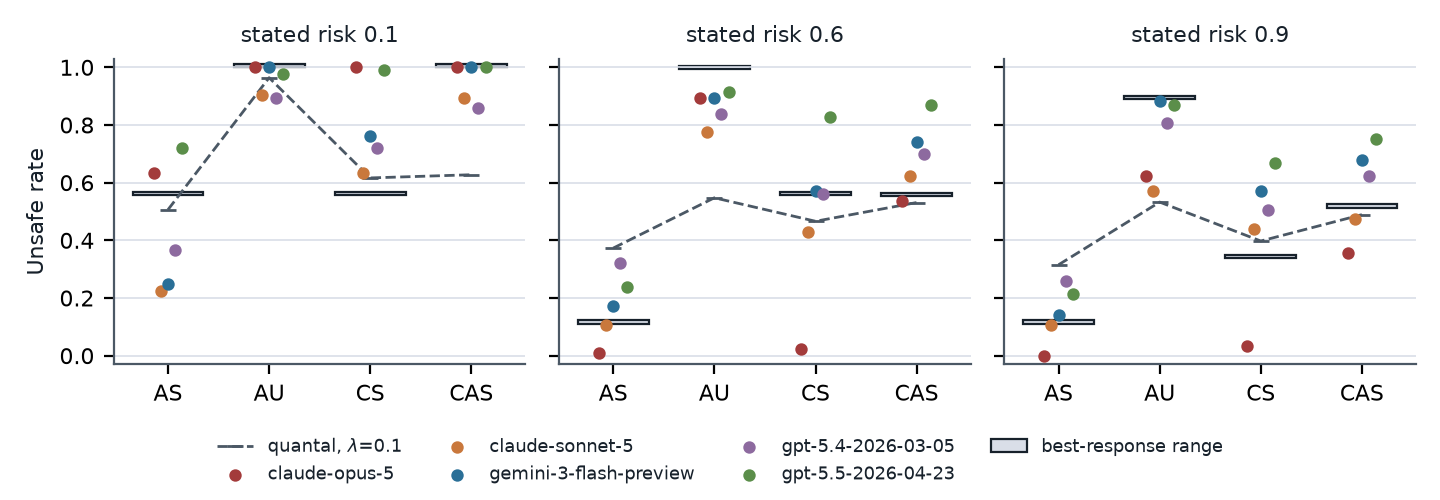 stated risk 0.1 stated risk 0.6 stated risk 0.9
Unsafe rate
1.0
0.8
0.6
0.4
0.2
0.0
AS AU CS CAS AS AU CS CAS AS AU CS CAS
quantal, λ=0.1 claude-sonnet-5 gpt-5.4-2026-03-05 best-response range
claude-opus-5 gemini-3-flash-preview gpt-5.5-2026-04-23